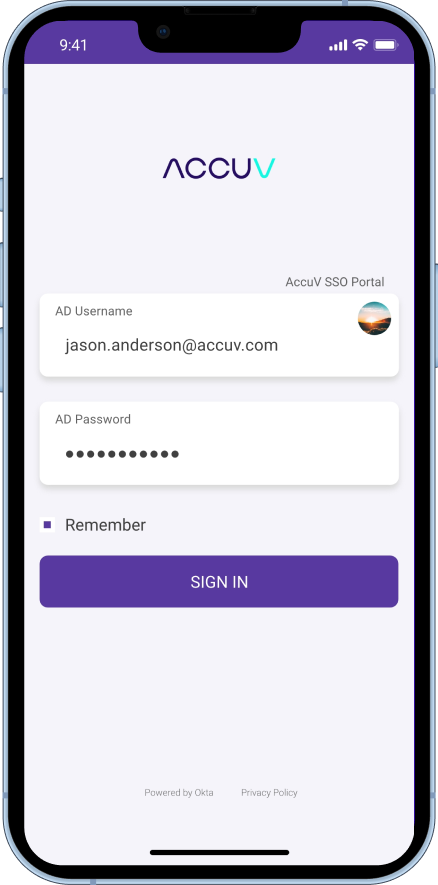 9:41
ACCUV
AccuV SSO Portal
AD Username
jason.anderson@accuv.com
AD Password
Remember
SIGN IN
Powered by Okta Privacy Policy